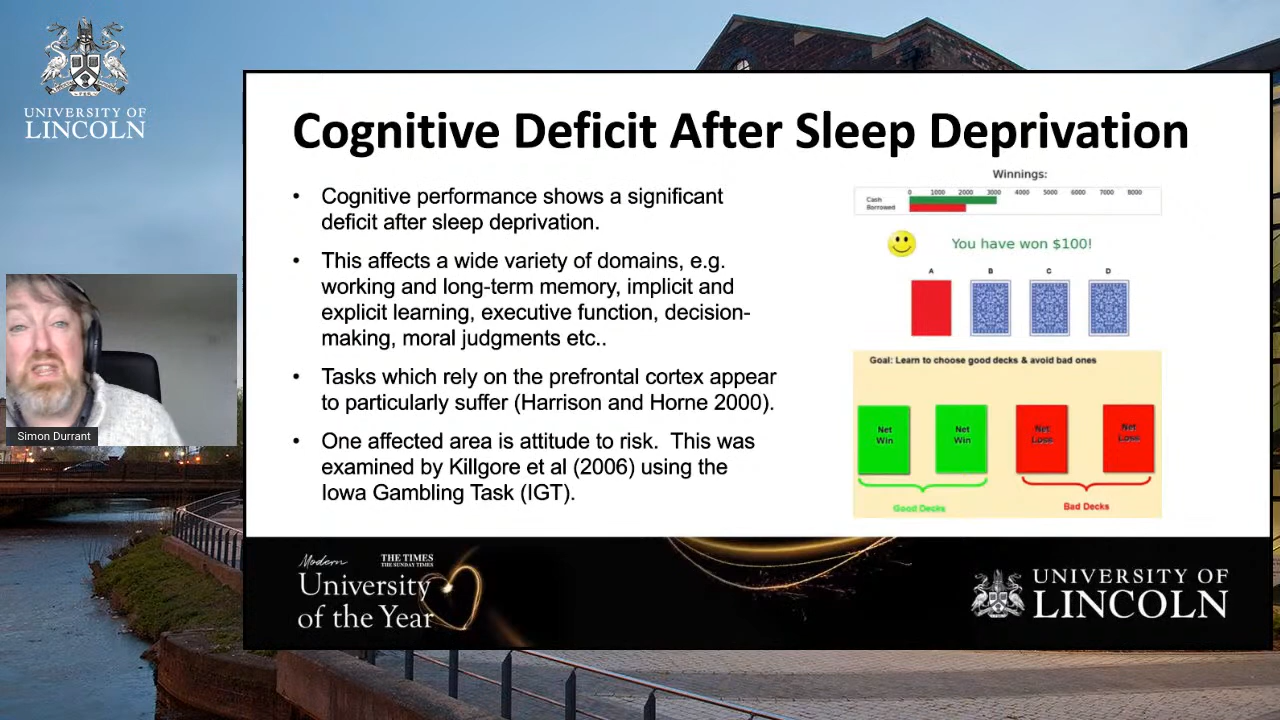 UNIVERSITY OF
LINCOLN
Cognitive Deficit After Sleep Deprivation
• Cognitive performance shows a significant
deficit after sleep deprivation.
• This affects a wide variety of domains, e.g.
working and long-term memory, implicit and
explicit learning, executive function, decision-
making, moral judgments etc..
• Tasks which rely on the prefrontal cortex appear
to particularly suffer (Harrison and Horne 2000).
• One affected area is attitude to risk.  This was
examined by Killgore et al (2006) using the
Iowa Gambling Task (IGT).
Winnings:
0 1000 2000 3000 4000 5000 6000 7000 8000
Cash
Borrowed
You have won $100!
A B C D
Goal: Learn to choose good decks & avoid bad ones
Net Net Net Net
Win Win Loss Loss
Good Decks Bad Decks
Simon Durrant
Modern THE TIMES
THE SUNDAY TIMES
University
of the Year
UNIVERSITY OF
LINCOLN